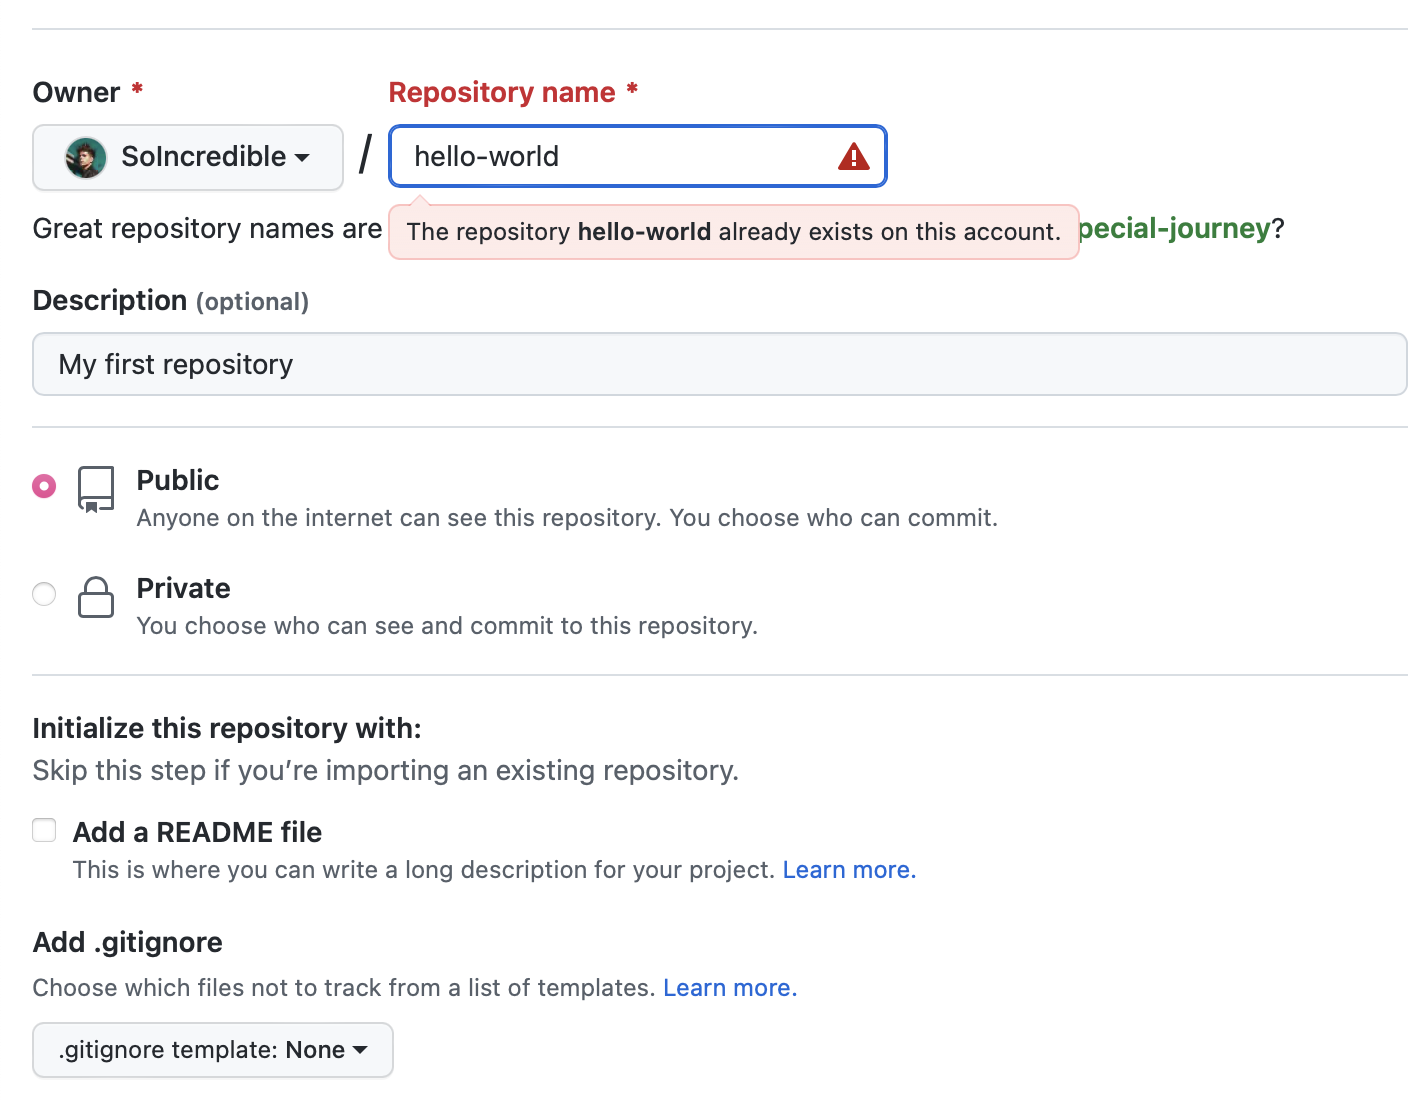 Owner *
Repository name *
SoIncredible
/
hello-world
Great repository names are
The repository hello-world already exists on this account.
pecial-journey?
Description (optional)
My first repository
Public
Anyone on the internet can see this repository. You choose who can commit.
Private
You choose who can see and commit to this repository.
Initialize this repository with:
Skip this step if you’re importing an existing repository.
Add a README file
This is where you can write a long description for your project. Learn more.
Add .gitignore
Choose which files not to track from a list of templates. Learn more.
.gitignore template: None